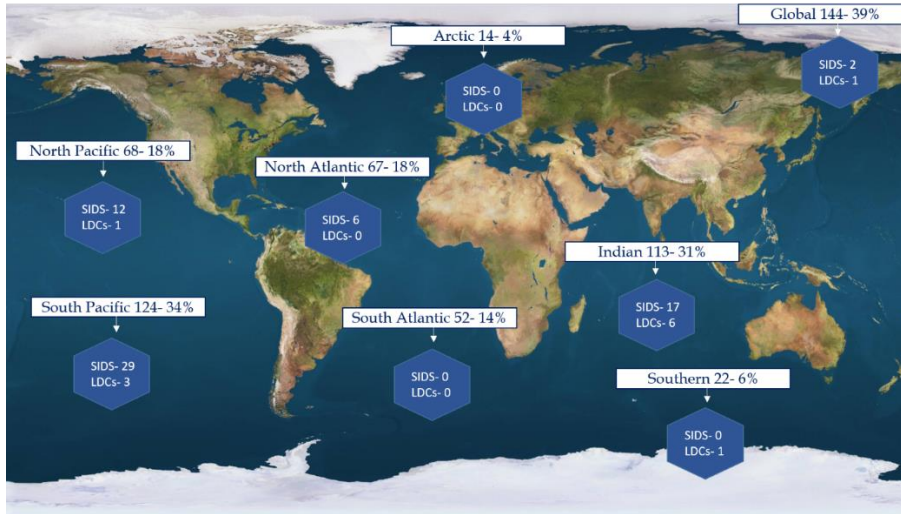 Global 144- 39%
SIDS- 2
LDCs- 1
Arctic 14- 4%
SIDS- 0
LDCs- 0
North Pacific 68- 18%
SIDS- 12
LDCs- 1
North Atlantic 67- 18%
SIDS- 6
LDCs- 0
Indian 113- 31%
SIDS- 17
LDCs- 6
South Pacific 124- 34%
SIDS- 29
LDCs- 3
South Atlantic 52- 14%
SIDS- 0
LDCs- 0
Southern 22- 6%
SIDS- 0
LDCs- 1